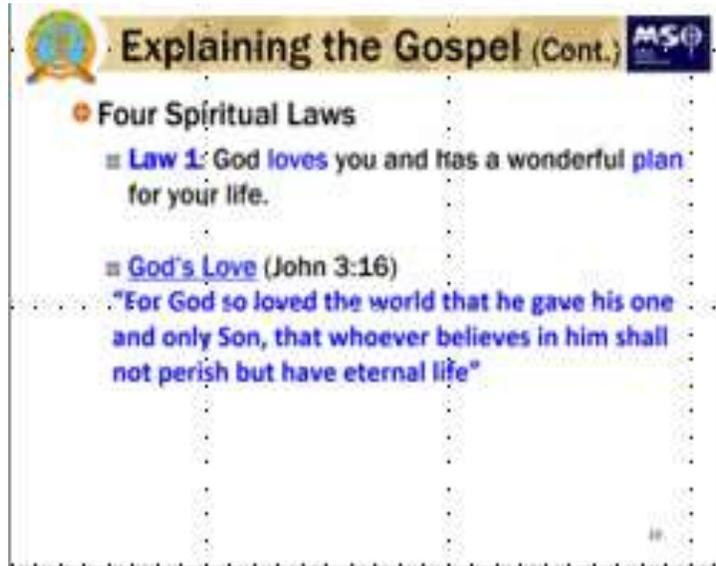 Explaining the Gospel (Cont.)
MSO
Four Spiritual Laws
Law 1: God loves you and has a wonderful plan
for your life.
God's Love (John 3:16)
"For God so loved the world that he gave his one
and only Son, that whoever believes in him shall
not perish but have eternal life"